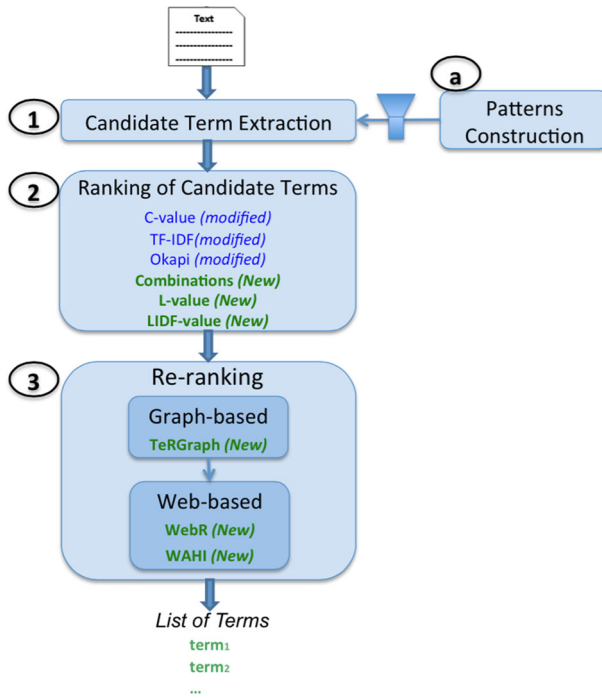 Text
a
1
Candidate Term Extraction
Patterns
Construction
2
Ranking of Candidate Terms
C-value (modified)
TF-IDF(modified)
Okapi (modified)
Combinations (New)
L-value (New)
LIDF-value (New)
3
Re-ranking
Graph-based
TeRGraph (New)
Web-based
WebR (New)
WAHI (New)
List of Terms
term₁
term₂
...